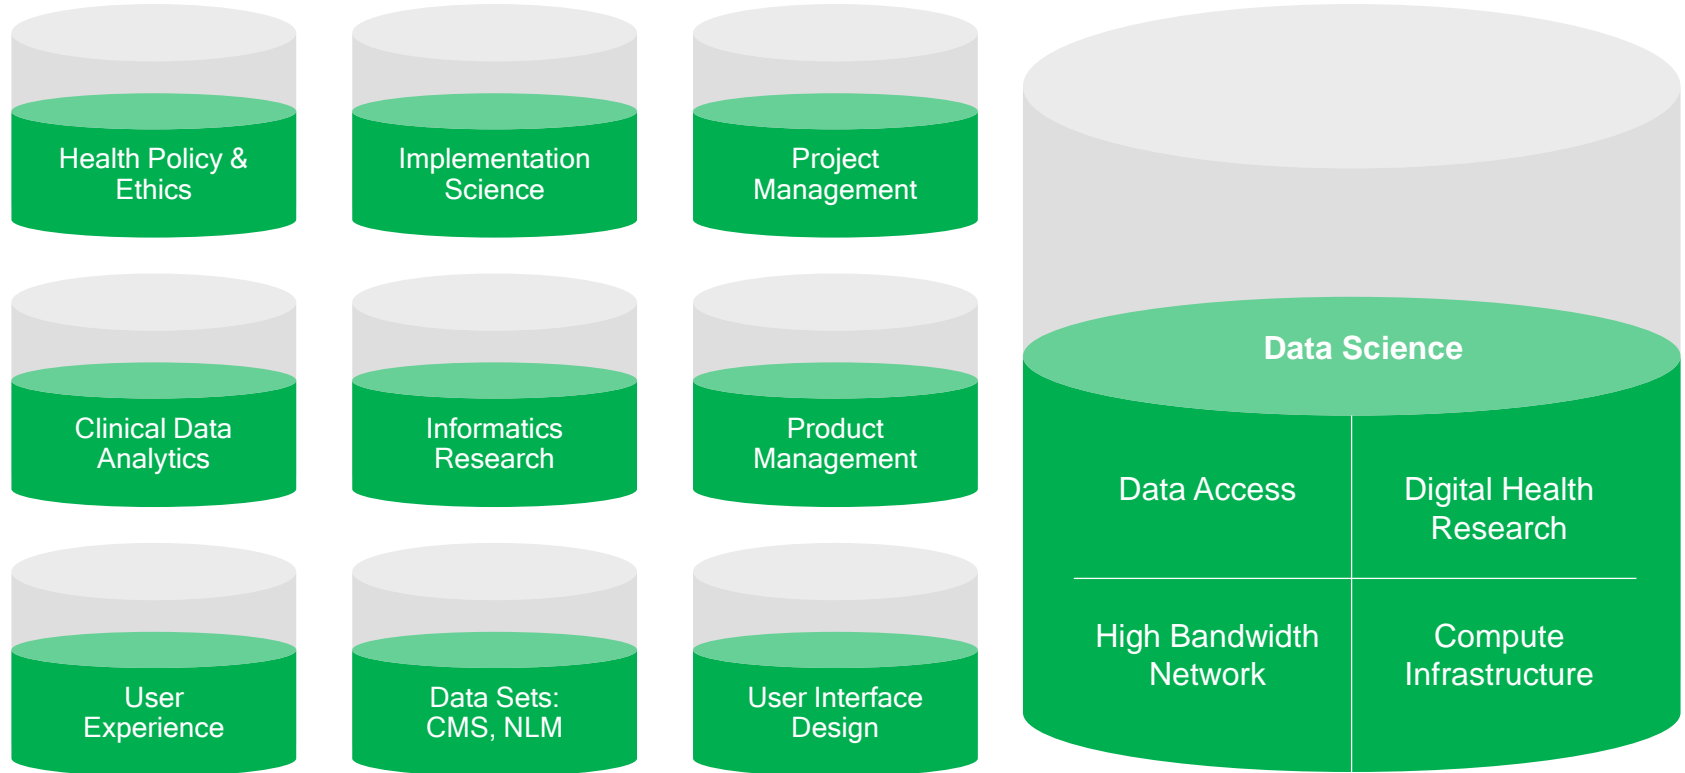 Health Policy &
Ethics
Implementation
Science
Project
Management
Clinical Data
Analytics
Informatics
Research
Product
Management
User
Experience
Data Sets:
CMS, NLM
User Interface
Design
Data Science
Data Access
Digital Health
Research
High Bandwidth
Network
Compute
Infrastructure